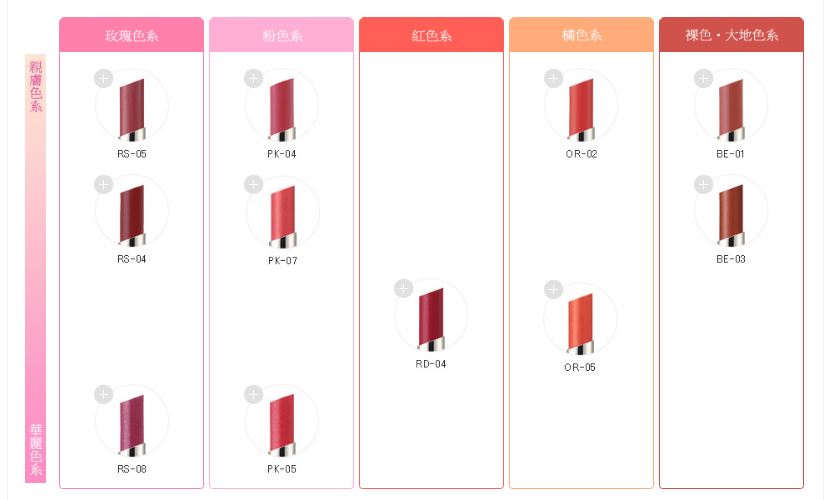 玫瑰色系
粉色系
紅色系
橘色系
裸色・大地色系
親膚色系
RS-05
PK-04
OR-02
BE-01
RS-04
PK-07
BE-03
RD-04
OR-05
華麗色系
RS-08
PK-05